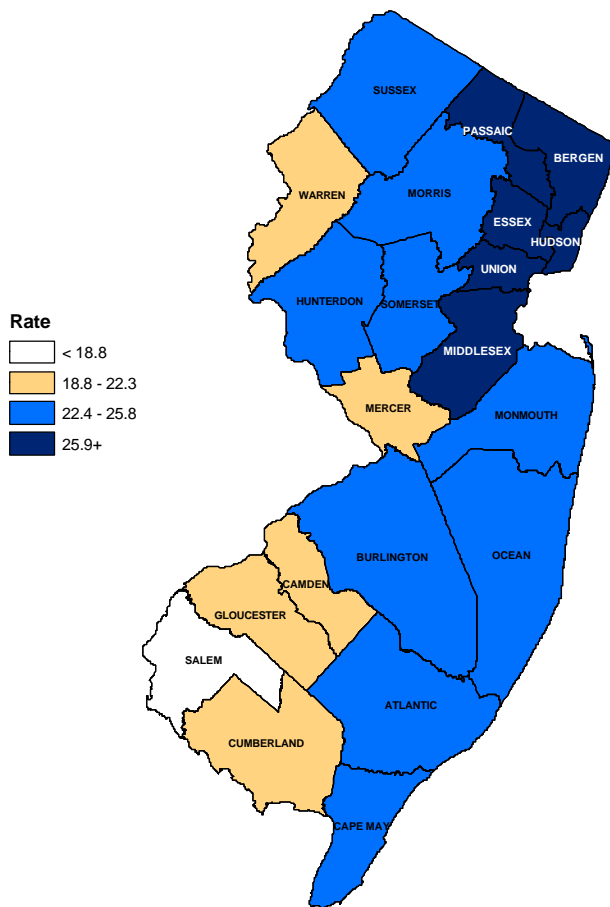 SUSSEX
PASSAIC
BERGEN
WARREN
MORRIS
ESSEX
HUDSON
UNION
HUNTERDON
SOMERSET
Rate
< 18.8
18.8 - 22.3
22.4 - 25.8
25.9+
MIDDLESEX
MERCER
MONMOUTH
BURLINGTON
OCEAN
CAMDEN
GLOUCESTER
SALEM
ATLANTIC
CUMBERLAND
CAPE MAY